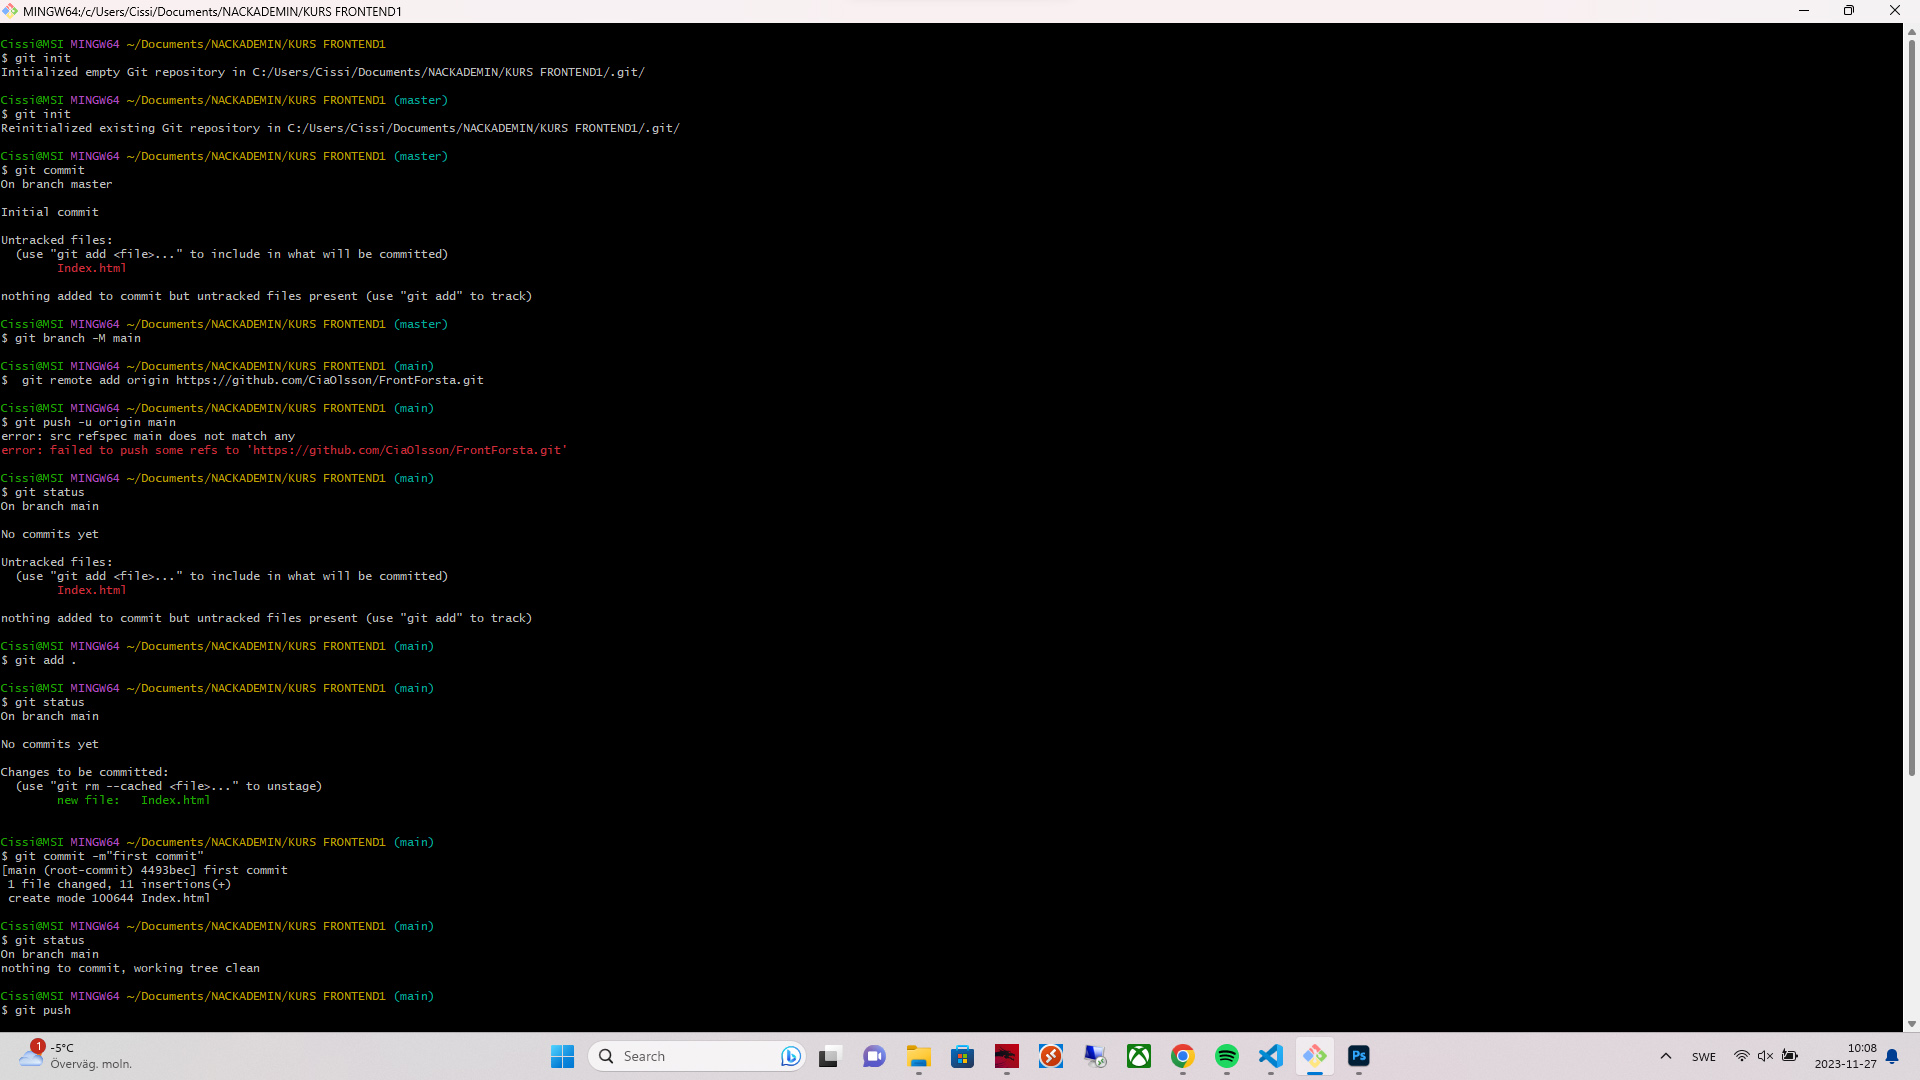 MINGW64:/c/Users/Cissi/Documents/NACKADEMIN/KURS FRONTEND1
Cissi@MSI MINGW64 ~/Documents/NACKADEMIN/KURS FRONTEND1
$ git init
Initialized empty Git repository in C:/Users/Cissi/Documents/NACKADEMIN/KURS FRONTEND1/.git/
Cissi@MSI MINGW64 ~/Documents/NACKADEMIN/KURS FRONTEND1 (master)
$ git init
Reinitialized existing Git repository in C:/Users/Cissi/Documents/NACKADEMIN/KURS FRONTEND1/.git/
Cissi@MSI MINGW64 ~/Documents/NACKADEMIN/KURS FRONTEND1 (master)
$ git commit
On branch master
Initial commit
Untracked files:
(use "git add <file>..." to include in what will be committed)
Index.html
nothing added to commit but untracked files present (use "git add" to track)
Cissi@MSI MINGW64 ~/Documents/NACKADEMIN/KURS FRONTEND1 (master)
$ git branch -M main
Cissi@MSI MINGW64 ~/Documents/NACKADEMIN/KURS FRONTEND1 (main)
$  git remote add origin https://github.com/CiaOlsson/FrontForsta.git
Cissi@MSI MINGW64 ~/Documents/NACKADEMIN/KURS FRONTEND1 (main)
$ git push -u origin main
error: src refspec main does not match any
error: failed to push some refs to 'https://github.com/CiaOlsson/FrontForsta.git'
Cissi@MSI MINGW64 ~/Documents/NACKADEMIN/KURS FRONTEND1 (main)
$ git status
On branch main
No commits yet
Untracked files:
(use "git add <file>..." to include in what will be committed)
Index.html
nothing added to commit but untracked files present (use "git add" to track)
Cissi@MSI MINGW64 ~/Documents/NACKADEMIN/KURS FRONTEND1 (main)
$ git add .
Cissi@MSI MINGW64 ~/Documents/NACKADEMIN/KURS FRONTEND1 (main)
$ git status
On branch main
No commits yet
Changes to be committed:
(use "git rm --cached <file>..." to unstage)
new file:   Index.html
Cissi@MSI MINGW64 ~/Documents/NACKADEMIN/KURS FRONTEND1 (main)
$ git commit -m"first commit"
[main (root-commit) 4493bec] first commit
1 file changed, 11 insertions(+)
create mode 100644 Index.html
Cissi@MSI MINGW64 ~/Documents/NACKADEMIN/KURS FRONTEND1 (main)
$ git status
On branch main
nothing to commit, working tree clean
Cissi@MSI MINGW64 ~/Documents/NACKADEMIN/KURS FRONTEND1 (main)
$ git push
1
-5°C
Överväg. moln.
Search
Ps
SWE
10:08
2023-11-27